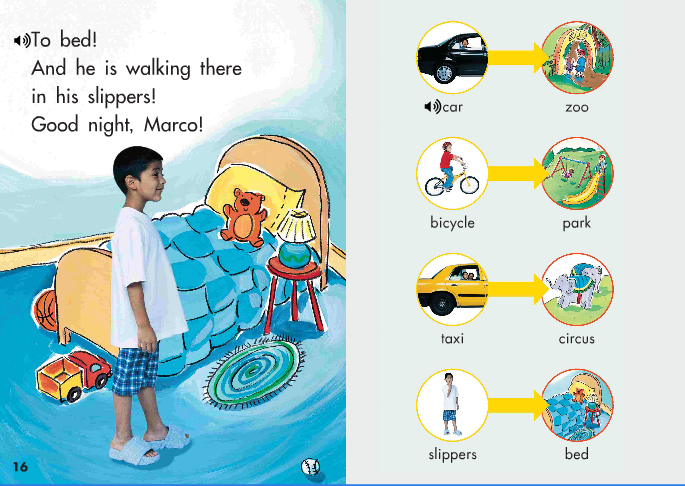 To bed!
And he is walking there
in his slippers!
Good night, Marco!
16
car
zoo
bicycle
park
taxi
circus
slippers
bed